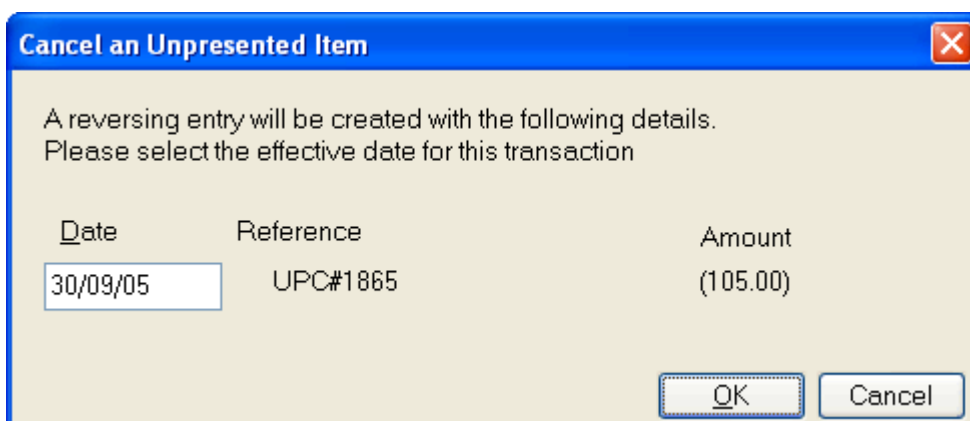 Cancel an Unpresented Item
A reversing entry will be created with the following details.
Please select the effective date for this transaction
Date Reference Amount
30/09/05 UPC#1865 (105.00)
OK Cancel